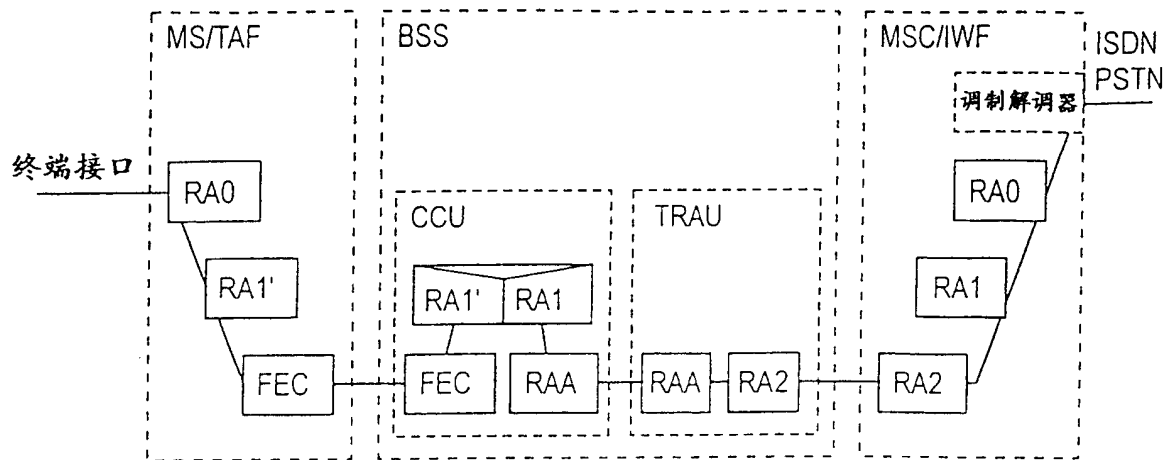 MS/TAF
BSS
MSC/IWF
ISDN
PSTN
调制解调器
终端接口
RA0
RA0
CCU
TRAU
RA1'
RA1'
RA1
RA1
FEC
FEC
RAA
RAA
RA2
RA2